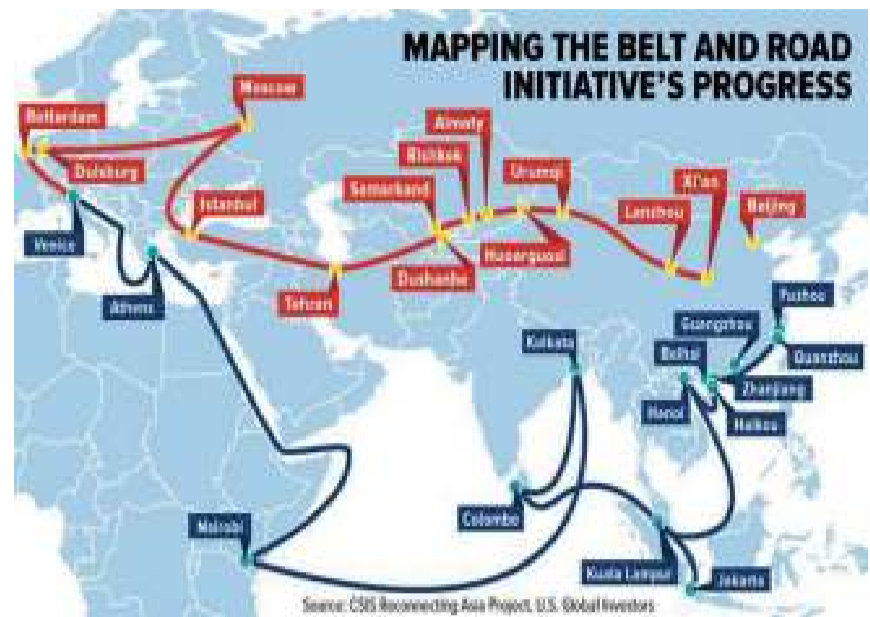 MAPPING THE BELT AND ROAD
INITIATIVE'S PROGRESS
Moscow
Rotterdam
Duisburg
Almaty
Bishkek
Urumqi
Xi'an
Samarkand
Istanbul
Lanzhou
Beijing
Venice
Huoerguosi
Dushanbe
Tehran
Athens
Fuzhou
Guangzhou
Kolkata
Beihai
Quanzhou
Zhanjiang
Hanoi
Haikou
Colombo
Nairobi
Kuala Lampur
Jakarta
Source: CSIS Reconnecting Asia Project, U.S. Global Investors